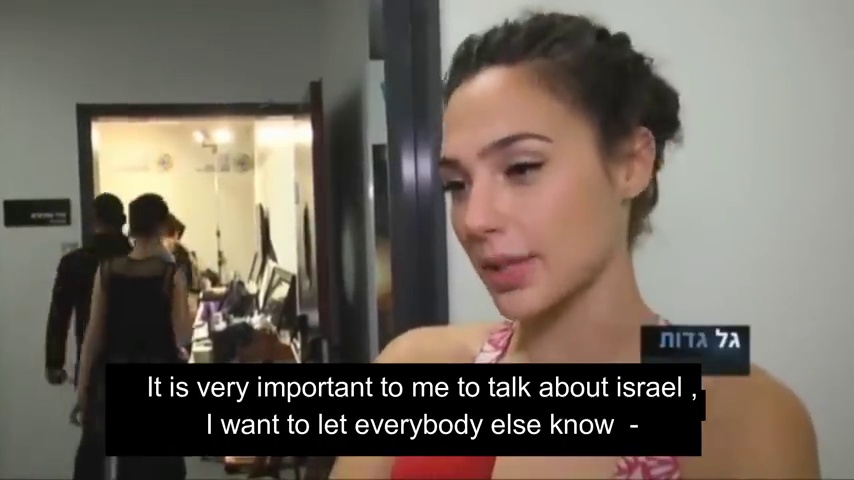 גל גדות
It is very important to me to talk about israel ,
I want to let everybody else know -